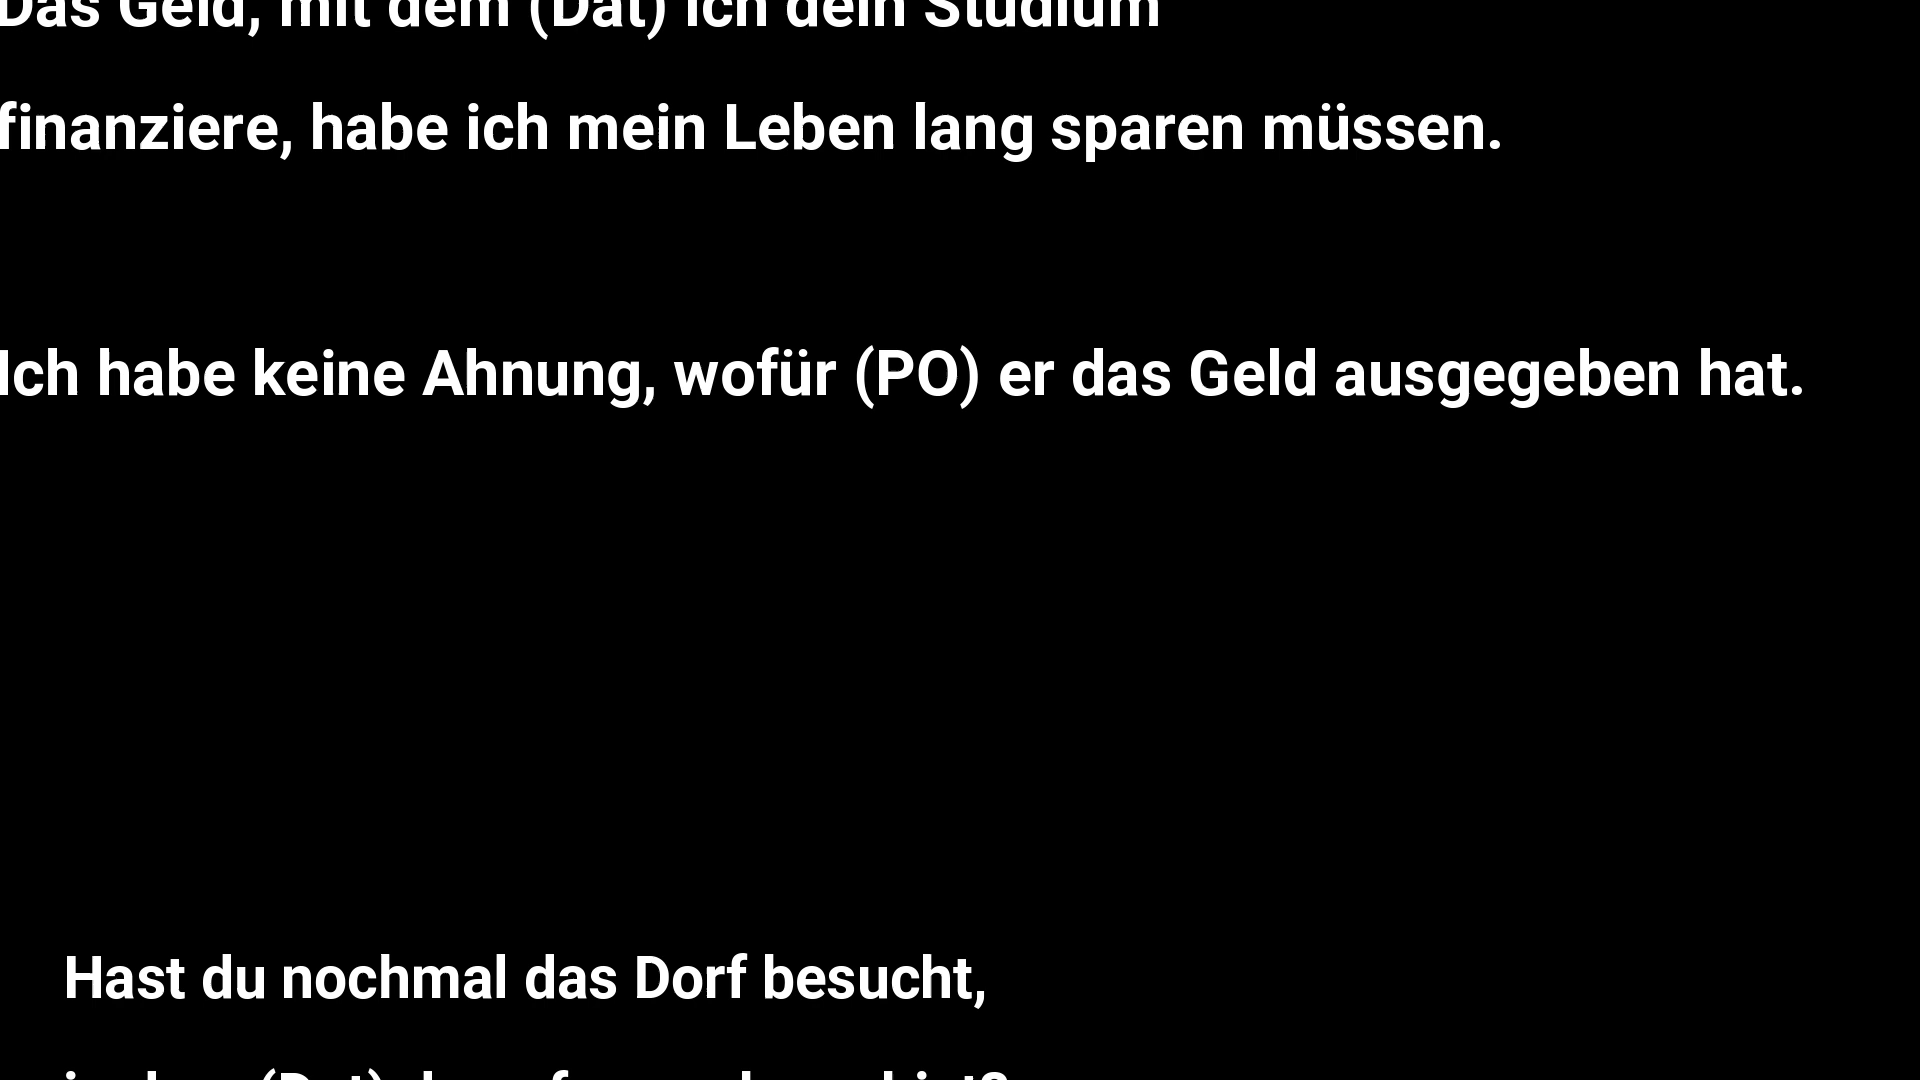 Das Geld, mit dem (Dat) ich dein Studium
finanziere, habe ich mein Leben lang sparen müssen.
Ich habe keine Ahnung, wofür (PO) er das Geld ausgegeben hat.
Hast du nochmal das Dorf besucht,